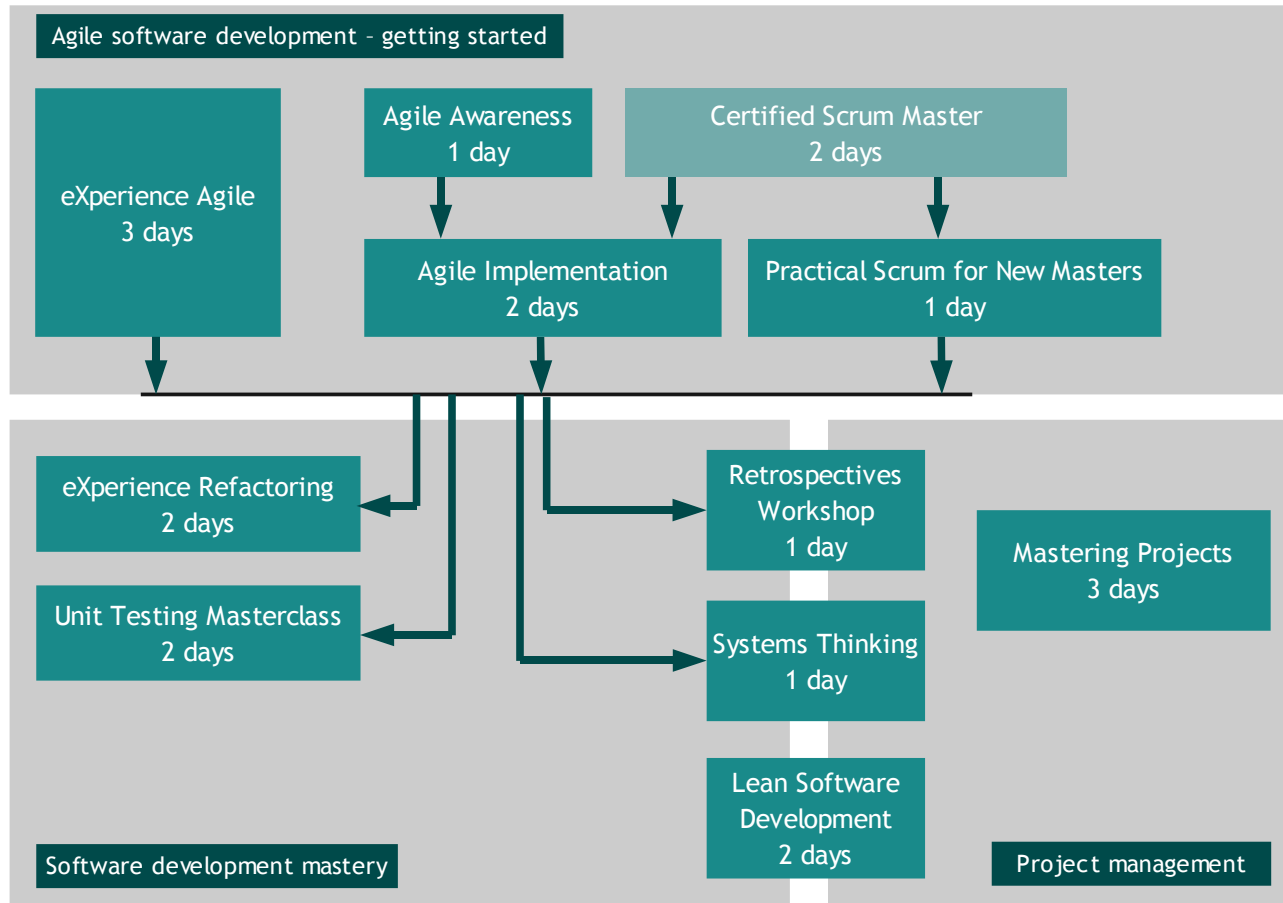 Agile software development – getting started
eXperience Agile
3 days
Agile Awareness
1 day
Certified Scrum Master
2 days
Agile Implementation
2 days
Practical Scrum for New Masters
1 day
eXperience Refactoring
2 days
Unit Testing Masterclass
2 days
Retrospectives
Workshop
1 day
Systems Thinking
1 day
Lean Software
Development
2 days
Mastering Projects
3 days
Software development mastery
Project management